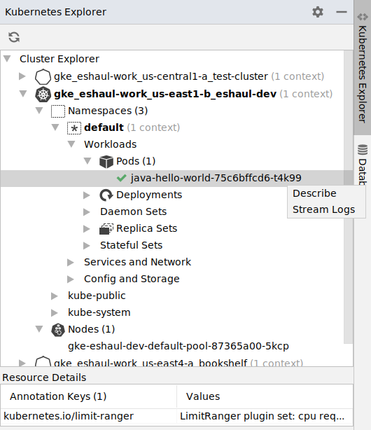 Kubernetes Explorer
Cluster Explorer
gke_eshaul-work_us-central1-a_test-cluster (1 context)
gke_eshaul-work_us-east1-b_eshaul-dev (1 context)
Namespaces (3)
default (1 context)
Workloads
Pods (1)
java-hello-world-75c6bffcd6-t4k99
Describe
Stream Logs
Deployments
Daemon Sets
Replica Sets
Stateful Sets
Services and Network
Config and Storage
kube-public
kube-system
Nodes (1)
gke-eshaul-dev-default-pool-87365a00-5kcp
gke_eshaul-work_us-east4-a_bookshelf (1 context)
Resource Details
Annotation Keys (1) Values
kubernetes.io/limit-ranger LimitRanger plugin set: cpu req...
Kubernetes Explorer
Datab